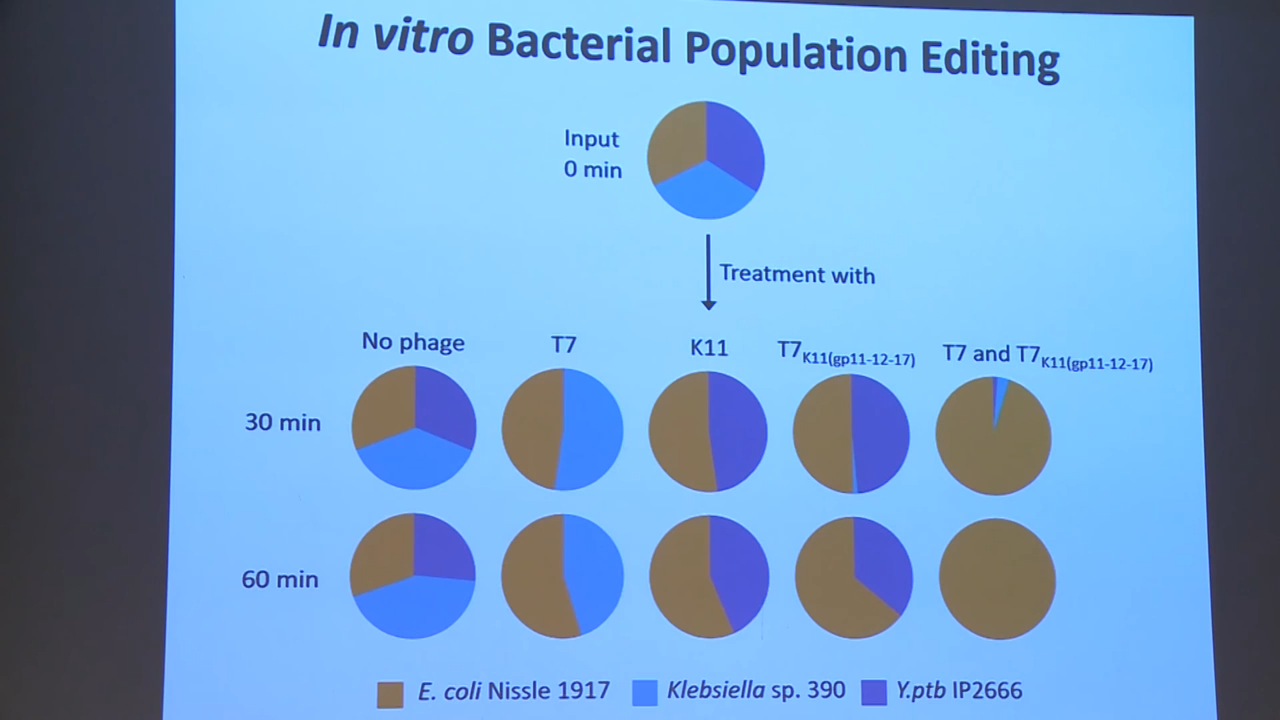 In vitro Bacterial Population Editing
Input
0 min
Treatment with
No phage
T7
K11
T7K11(gp11-12-17)
T7 and T7K11(gp11-12-17)
30 min
60 min
E. coli Nissle 1917
Klebsiella sp. 390
Y.ptb IP2666